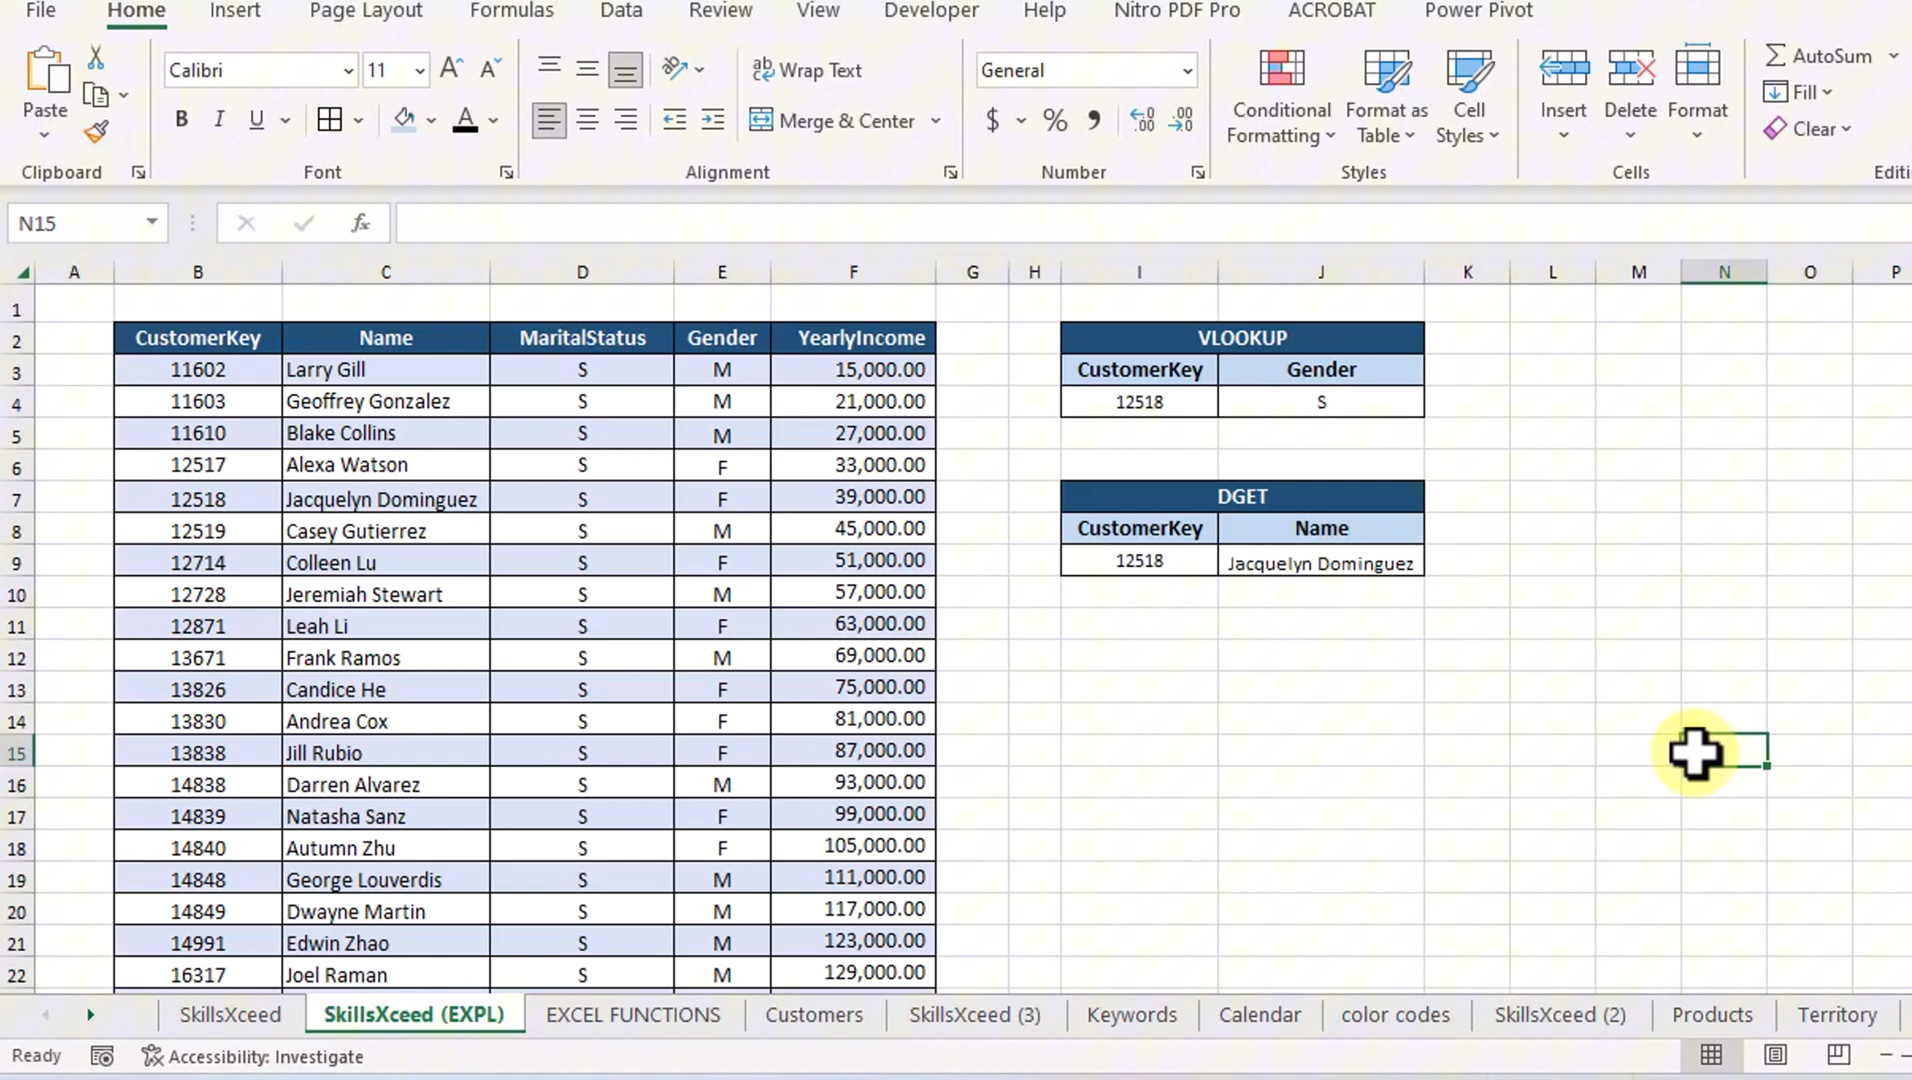 File Home Insert Page Layout Formulas Data Review View Developer Help Nitro PDF Pro ACROBAT Power Pivot
Calibri 11 A^ Aˇ ab Wrap Text General AutoSum
Paste B I U A Merge & Center $ % Conditional Formatting Format as Table Cell Styles Insert Delete Format Fill Clear
Clipboard Font Alignment Number Styles Cells Editi
N15 fx
A B C D E F G H I J K L M N O P
1
2 CustomerKey Name MaritalStatus Gender YearlyIncome VLOOKUP
3 11602 Larry Gill S M 15,000.00 CustomerKey Gender
4 11603 Geoffrey Gonzalez S M 21,000.00 12518 S
5 11610 Blake Collins S M 27,000.00
6 12517 Alexa Watson S F 33,000.00
7 12518 Jacquelyn Dominguez S F 39,000.00 DGET
8 12519 Casey Gutierrez S M 45,000.00 CustomerKey Name
9 12714 Colleen Lu S F 51,000.00 12518 Jacquelyn Dominguez
10 12728 Jeremiah Stewart S M 57,000.00
11 12871 Leah Li S F 63,000.00
12 13671 Frank Ramos S M 69,000.00
13 13826 Candice He S F 75,000.00
14 13830 Andrea Cox S F 81,000.00
15 13838 Jill Rubio S F 87,000.00
16 14838 Darren Alvarez S M 93,000.00
17 14839 Natasha Sanz S F 99,000.00
18 14840 Autumn Zhu S F 105,000.00
19 14848 George Louverdis S M 111,000.00
20 14849 Dwayne Martin S M 117,000.00
21 14991 Edwin Zhao S M 123,000.00
22 16317 Joel Raman S M 129,000.00
SkillsXceed SkillsXceed (EXPL) EXCEL FUNCTIONS Customers SkillsXceed (3) Keywords Calendar color codes SkillsXceed (2) Products Territory
Ready Accessibility: Investigate